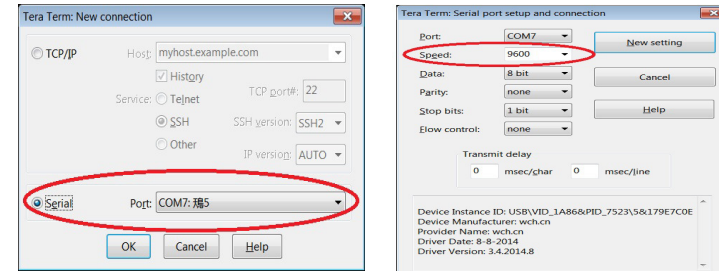 Tera Term: New connection
TCP/IP
Host: myhost.example.com
History
Service: Telnet
TCP port#: 22
SSH
SSH version: SSH2
Other
IP version: AUTO
Serial
Port: COM7: 瑦5
OK Cancel Help
Tera Term: Serial port setup and connection
Port: COM7
New setting
Speed: 9600
Data: 8 bit
Cancel
Parity: none
Stop bits: 1 bit
Help
Flow control: none
Transmit delay
0 msec/char 0 msec/line
Device Instance ID: USB\VID_1A86&PID_7523\5&179E7C0E
Device Manufacturer: wch.cn
Provider Name: wch.cn
Driver Date: 8-8-2014
Driver Version: 3.4.2014.8